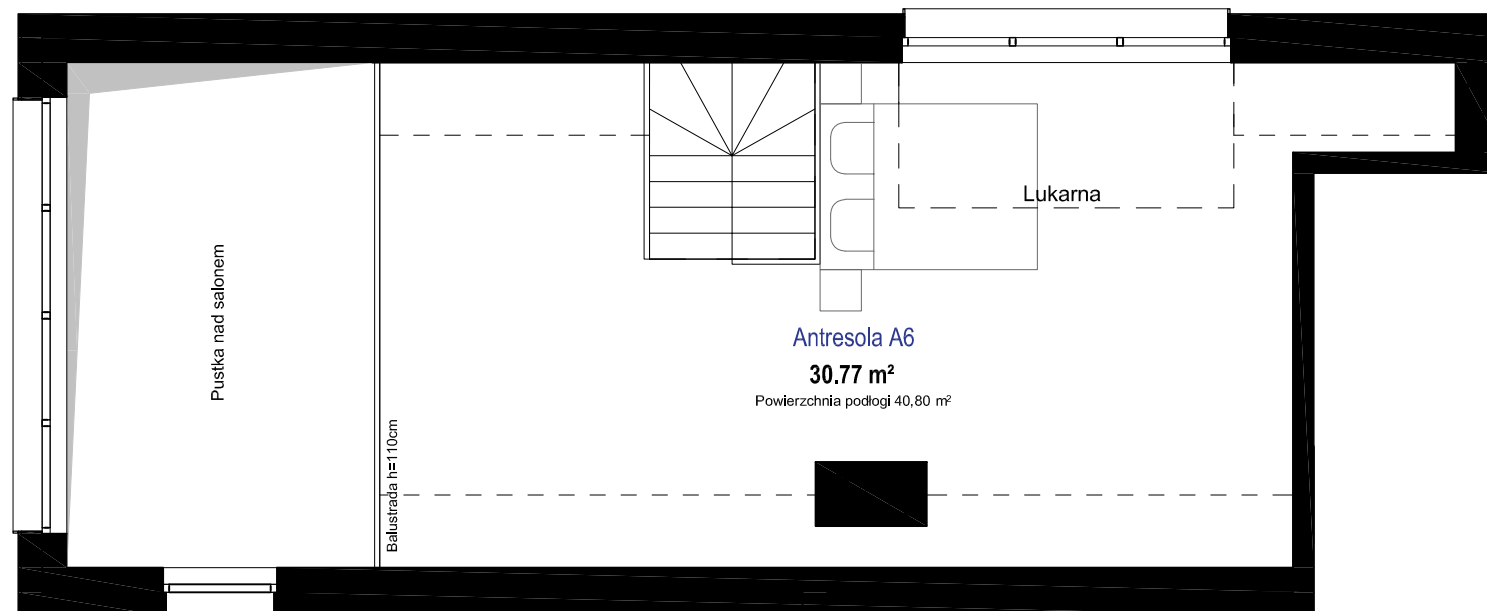 Lukarna
Pustka nad salonem
Antresola A6
30.77 m²
Powierzchnia podłogi 40,80 m²
Balustrada h=110cm